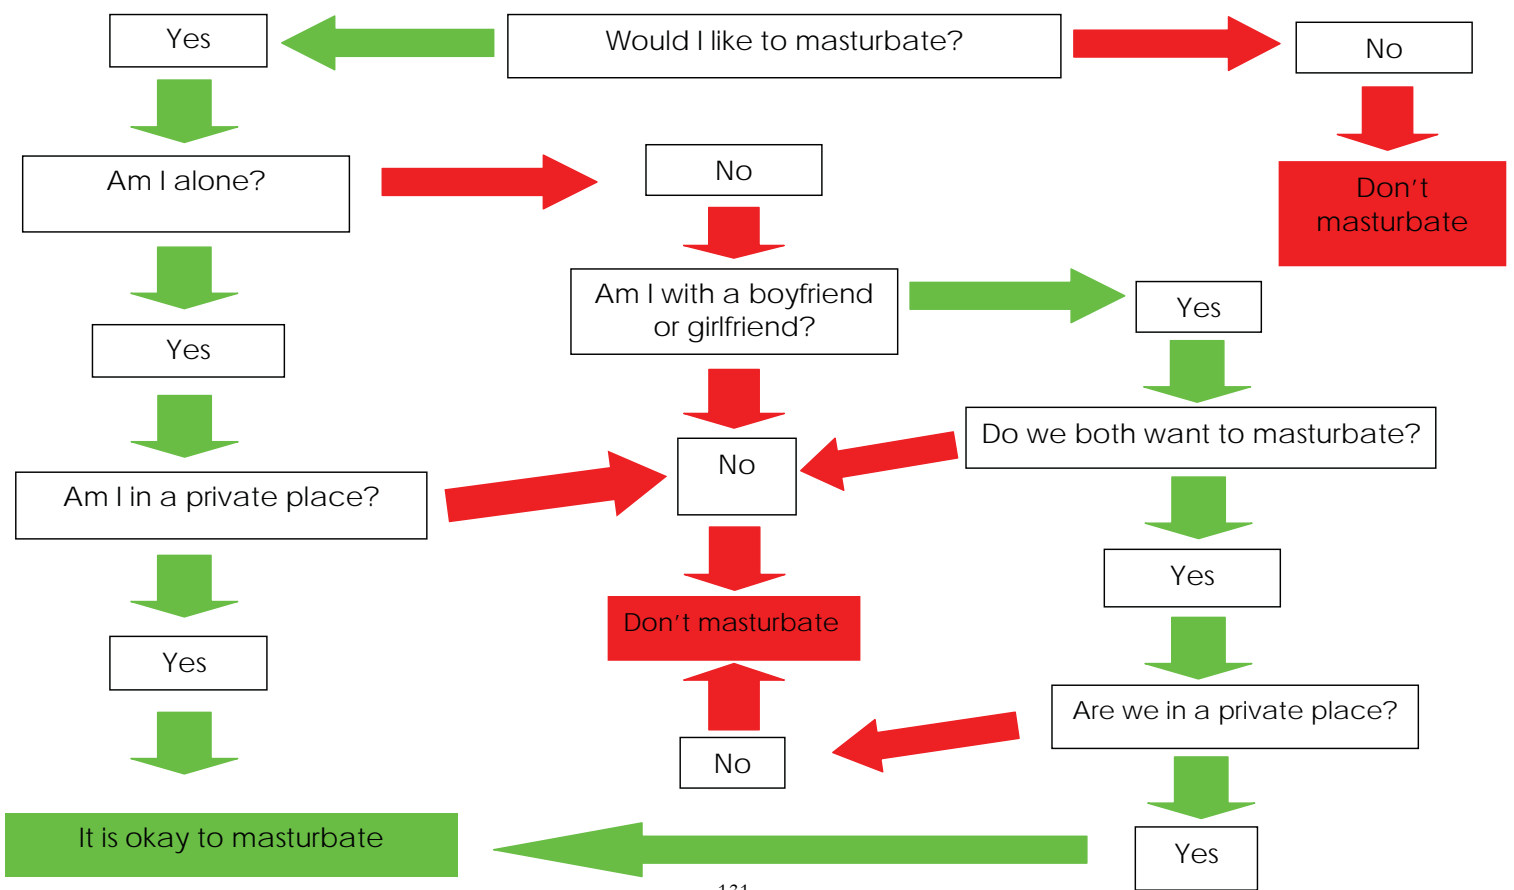 Yes
Would I like to masturbate?
No
Am I alone?
No
Don't
masturbate
Am I with a boyfriend
or girlfriend?
Yes
Yes
Do we both want to masturbate?
No
Am I in a private place?
Yes
Don't masturbate
Yes
Are we in a private place?
No
It is okay to masturbate
Yes
131